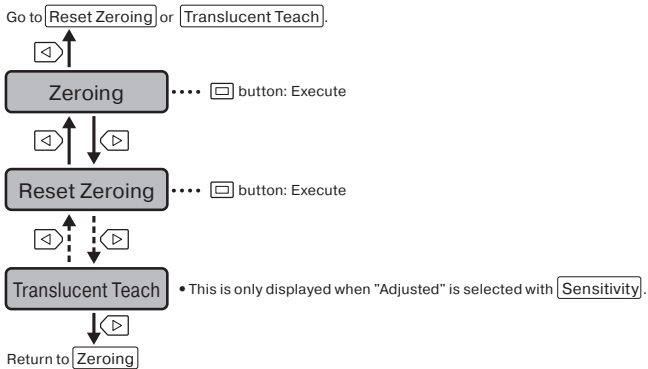 Go to Reset Zeroing or Translucent Teach.
Zeroing
button: Execute
Reset Zeroing
button: Execute
Translucent Teach
• This is only displayed when "Adjusted" is selected with Sensitivity.
Return to Zeroing